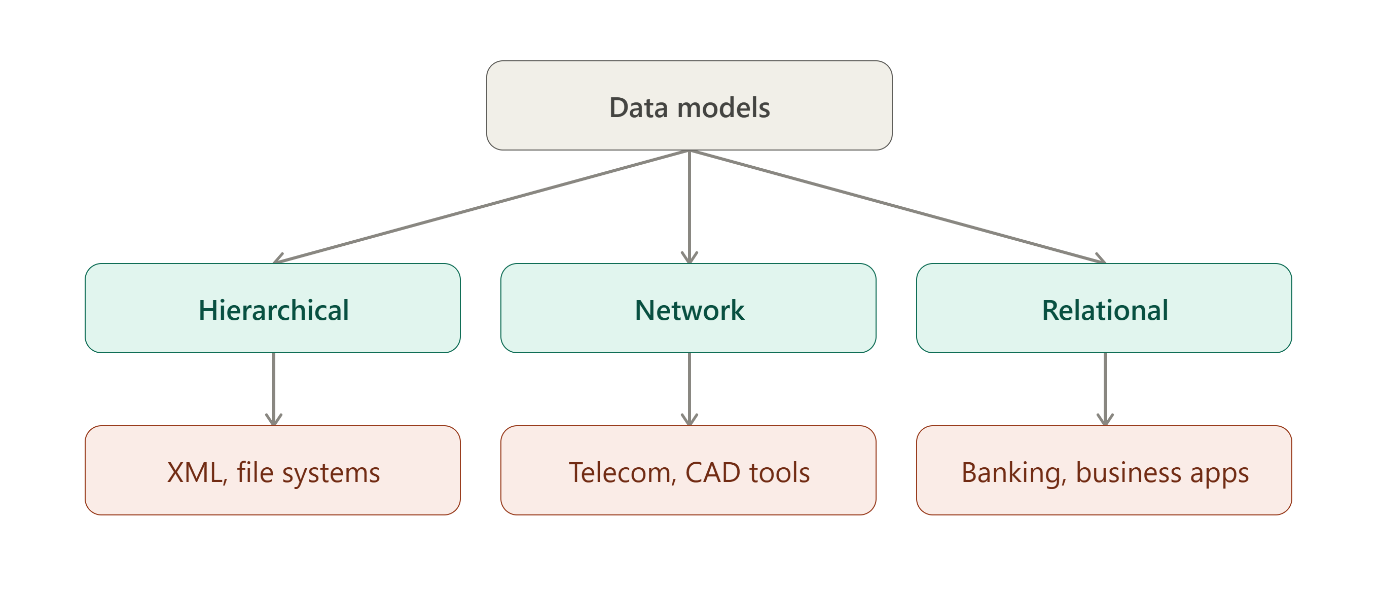 Data models
Hierarchical
Network
Relational
XML, file systems
Telecom, CAD tools
Banking, business apps